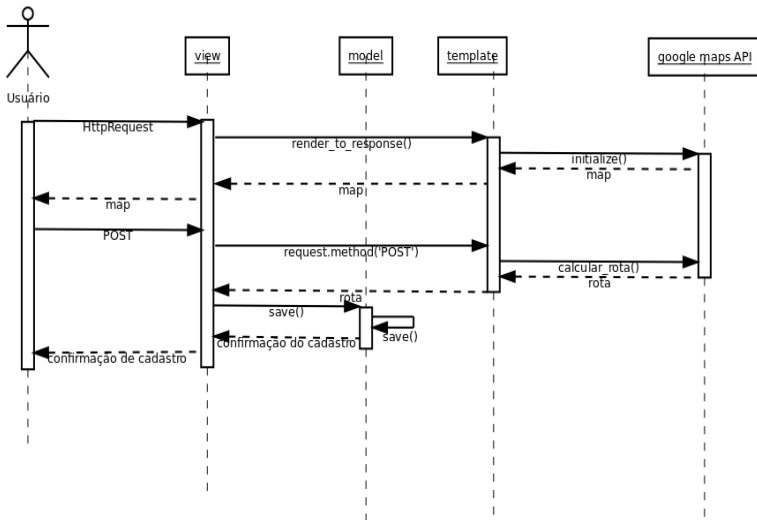 view
model
template
google maps API
Usuário
HttpRequest
render_to_response()
initialize()
map
map
map
POST
request.method('POST')
calcular_rota()
rota
rota
save()
save()
confirmação do cadastro
confirmação de cadastro